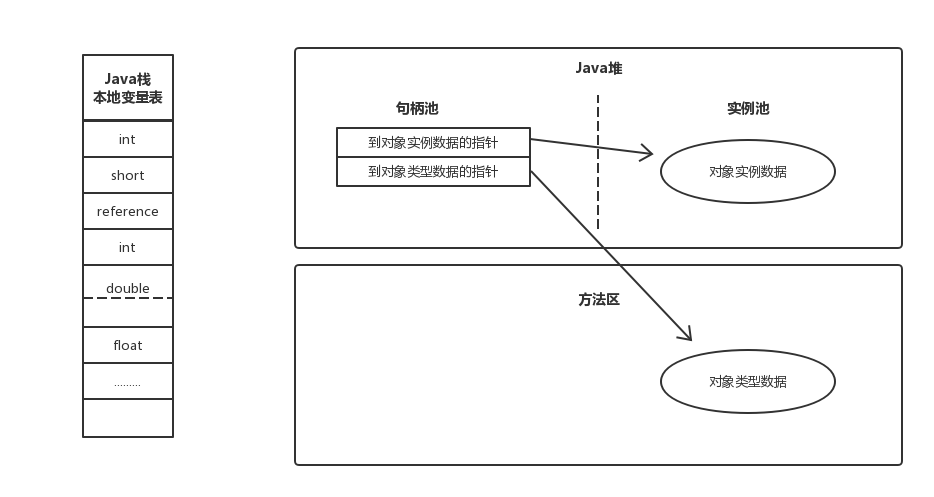 Java栈
本地变量表
int
short
reference
int
double
float
.........
Java堆
句柄池
实例池
到对象实例数据的指针
到对象类型数据的指针
对象实例数据
方法区
对象类型数据